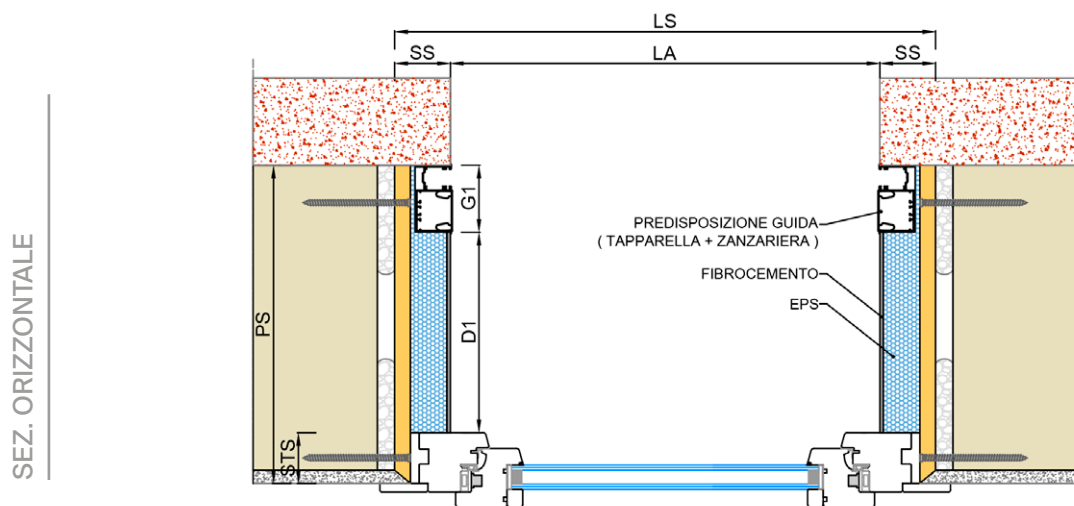 LS
SS
LA
SS
G1
PREDISPOSIZIONE GUIDA
( TAPPARELLA + ZANZARIERA )
FIBROCEMENTO
EPS
PS
D1
STS
SEZ. ORIZZONTALE